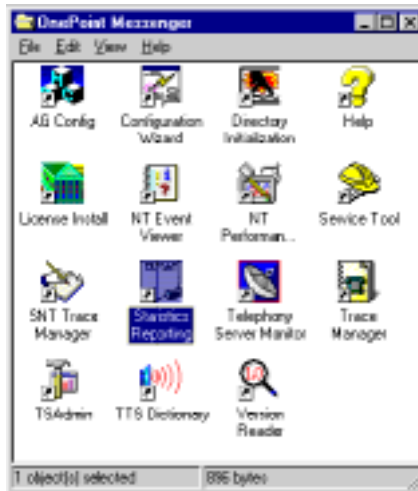 OnePoint Messenger
File Edit View Help
AG Config
Configuration Wizard
Directory Initialization
Help
License Install
NT Event Viewer
NT Performan...
Service Tool
SNT Trace Manager
Statistics Reporting
Telephony Server Monitor
Trace Manager
TSAdmin
TTS Dictionary
Version Reader
1 object(s) selected
896 bytes